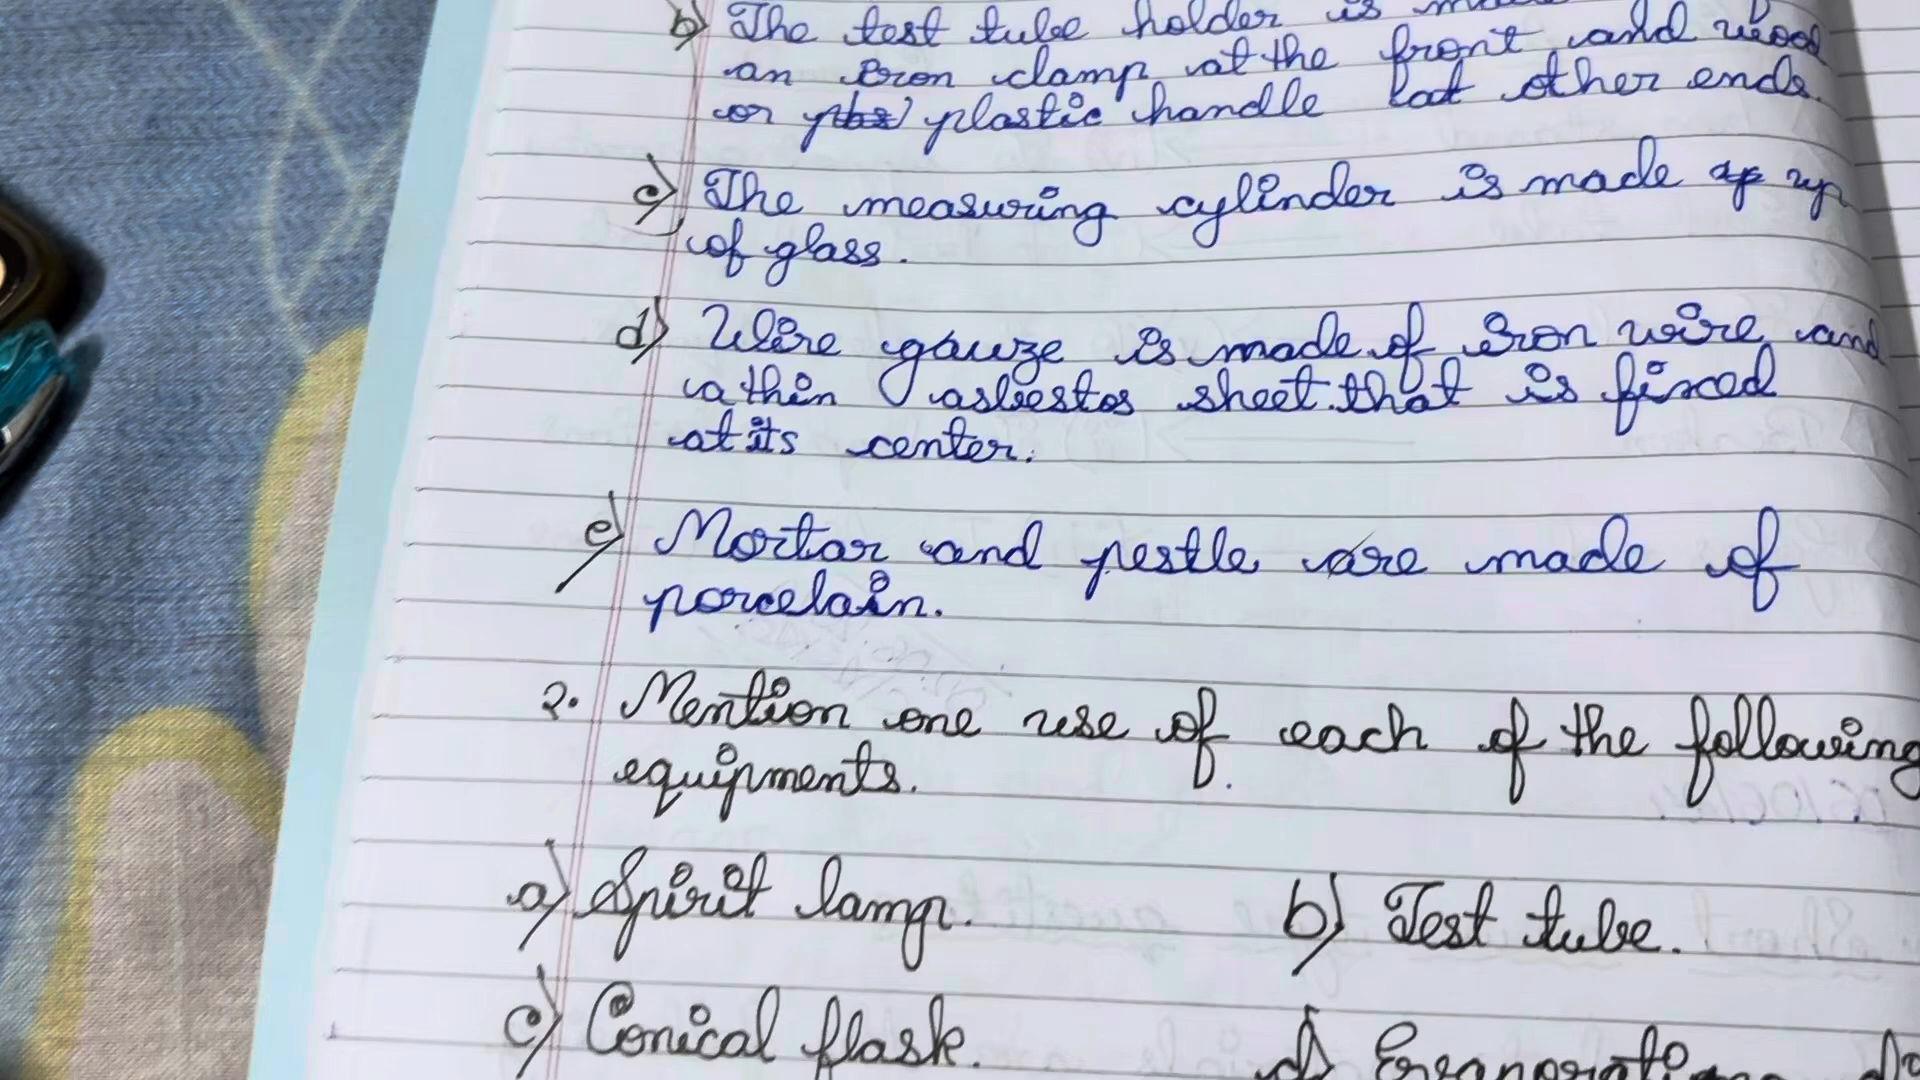 b) The test tube holder is
an iron clamp at the front and wood
or plastic handle at other ends.
c) The measuring cylinder is made up
of glass.
d) Wire gauze is made of iron wire and
a thin asbestos sheet that is fixed
at its center.
e) Mortar and pestle are made of
porcelain.
2. Mention one use of each of the following
equipments.
a) Spirit lamp. b) Test tube.
c) Conical flask. d)